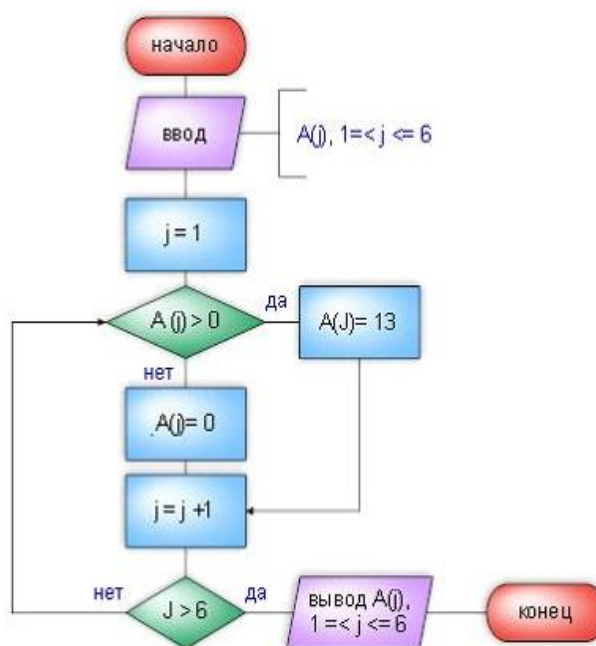 начало
ввод
A(j), 1=< j <= 6
j = 1
A (j) > 0
да
A(J)= 13
нет
A(j)= 0
j = j +1
нет
J > 6
да
вывод A(j),
1 =< j <= 6
конец